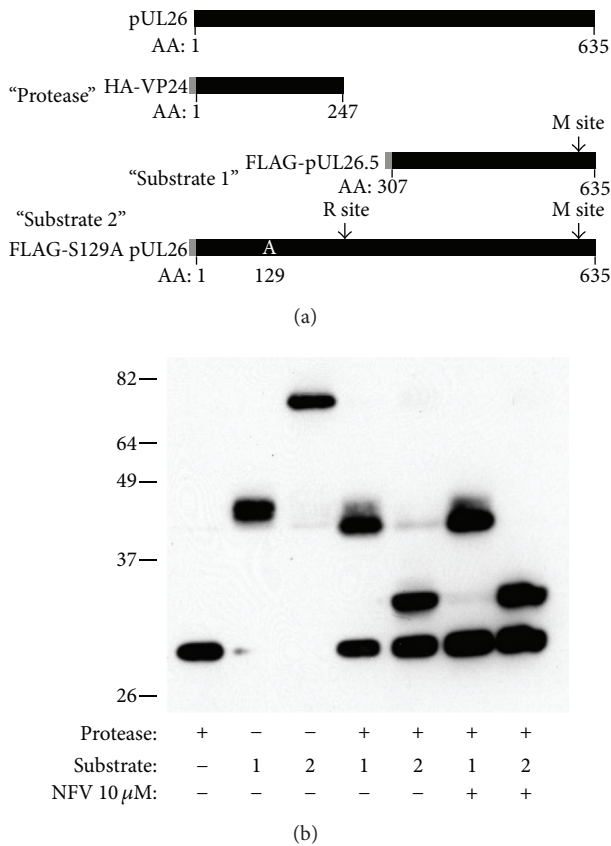 pUL26
AA: 1 635
"Protease" HA-VP24
AA: 1 247
M site
FLAG-pUL26.5
"Substrate 1"
AA: 307 635
"Substrate 2" R site M site
FLAG-S129A pUL26 A
AA: 1 129 635
(a)
82
64
49
37
26
Protease: + − − + + + +
Substrate: − 1 2 1 2 1 2
NFV 10 μM: − − − − − + +
(b)